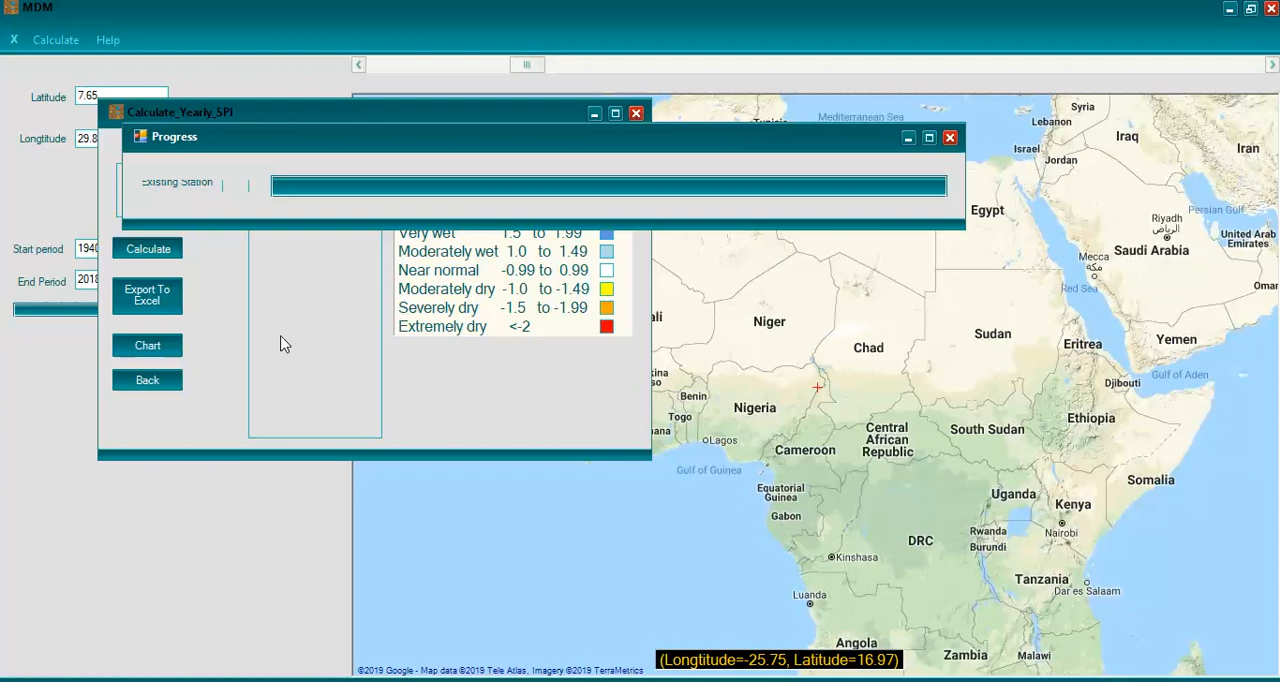 MDM
X Calculate Help
Latitude 7.65
Longtitude 29.8
Start period 1940
End Period 2018
Calculate_Yearly_SPI
Progress
Existing Station
Calculate
Export To
Excel
Chart
Back
Very wet 1.5 to 1.99
Moderately wet 1.0 to 1.49
Near normal -0.99 to 0.99
Moderately dry -1.0 to -1.49
Severely dry -1.5 to -1.99
Extremely dry <-2
Mediterranean Sea
Syria
Lebanon
Iraq
Iran
Israel
Jordan
Egypt
Persian Gulf
Riyadh
الرياض
Saudi Arabia
United Arab
Emirates
Mecca
مكة
Red Sea
Oman
Niger
Chad
Sudan
Eritrea
Yemen
Gulf of Aden
Djibouti
Benin
Togo
Nigeria
Lagos
Ethiopia
Central
African
Republic
South Sudan
Cameroon
Gulf of Guinea
Somalia
Equatorial
Guinea
Gabon
Uganda
Kenya
Nairobi
Rwanda
Burundi
DRC
Kinshasa
Tanzania
Dar es Salaam
Luanda
Angola
Zambia
Malawi
(Longtitude=-25.75, Latitude=16.97)
©2019 Google - Map data ©2019 Tele Atlas, Imagery ©2019 TerraMetrics